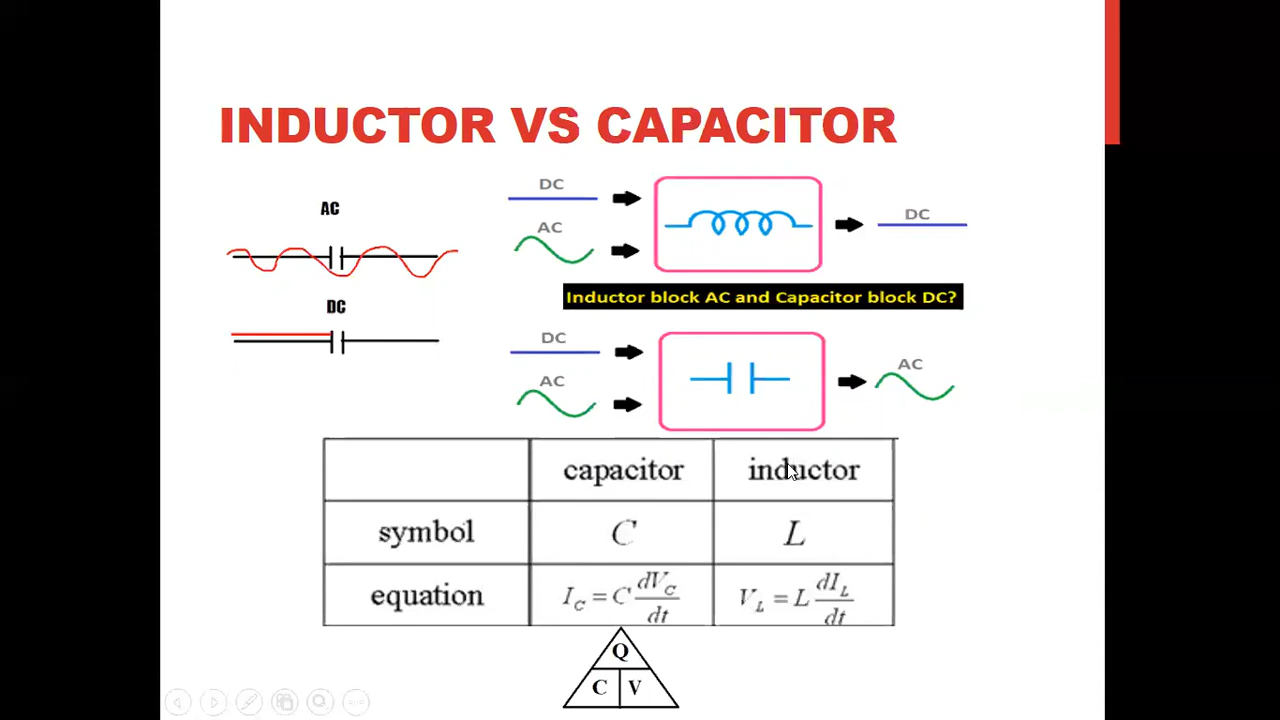 INDUCTOR VS CAPACITOR
AC
DC
DC
AC
DC
Inductor block AC and Capacitor block DC?
DC
AC
AC
capacitor inductor
symbol C L
equation I_C = C dV_C/dt V_L = L dI_L/dt
Q
C V